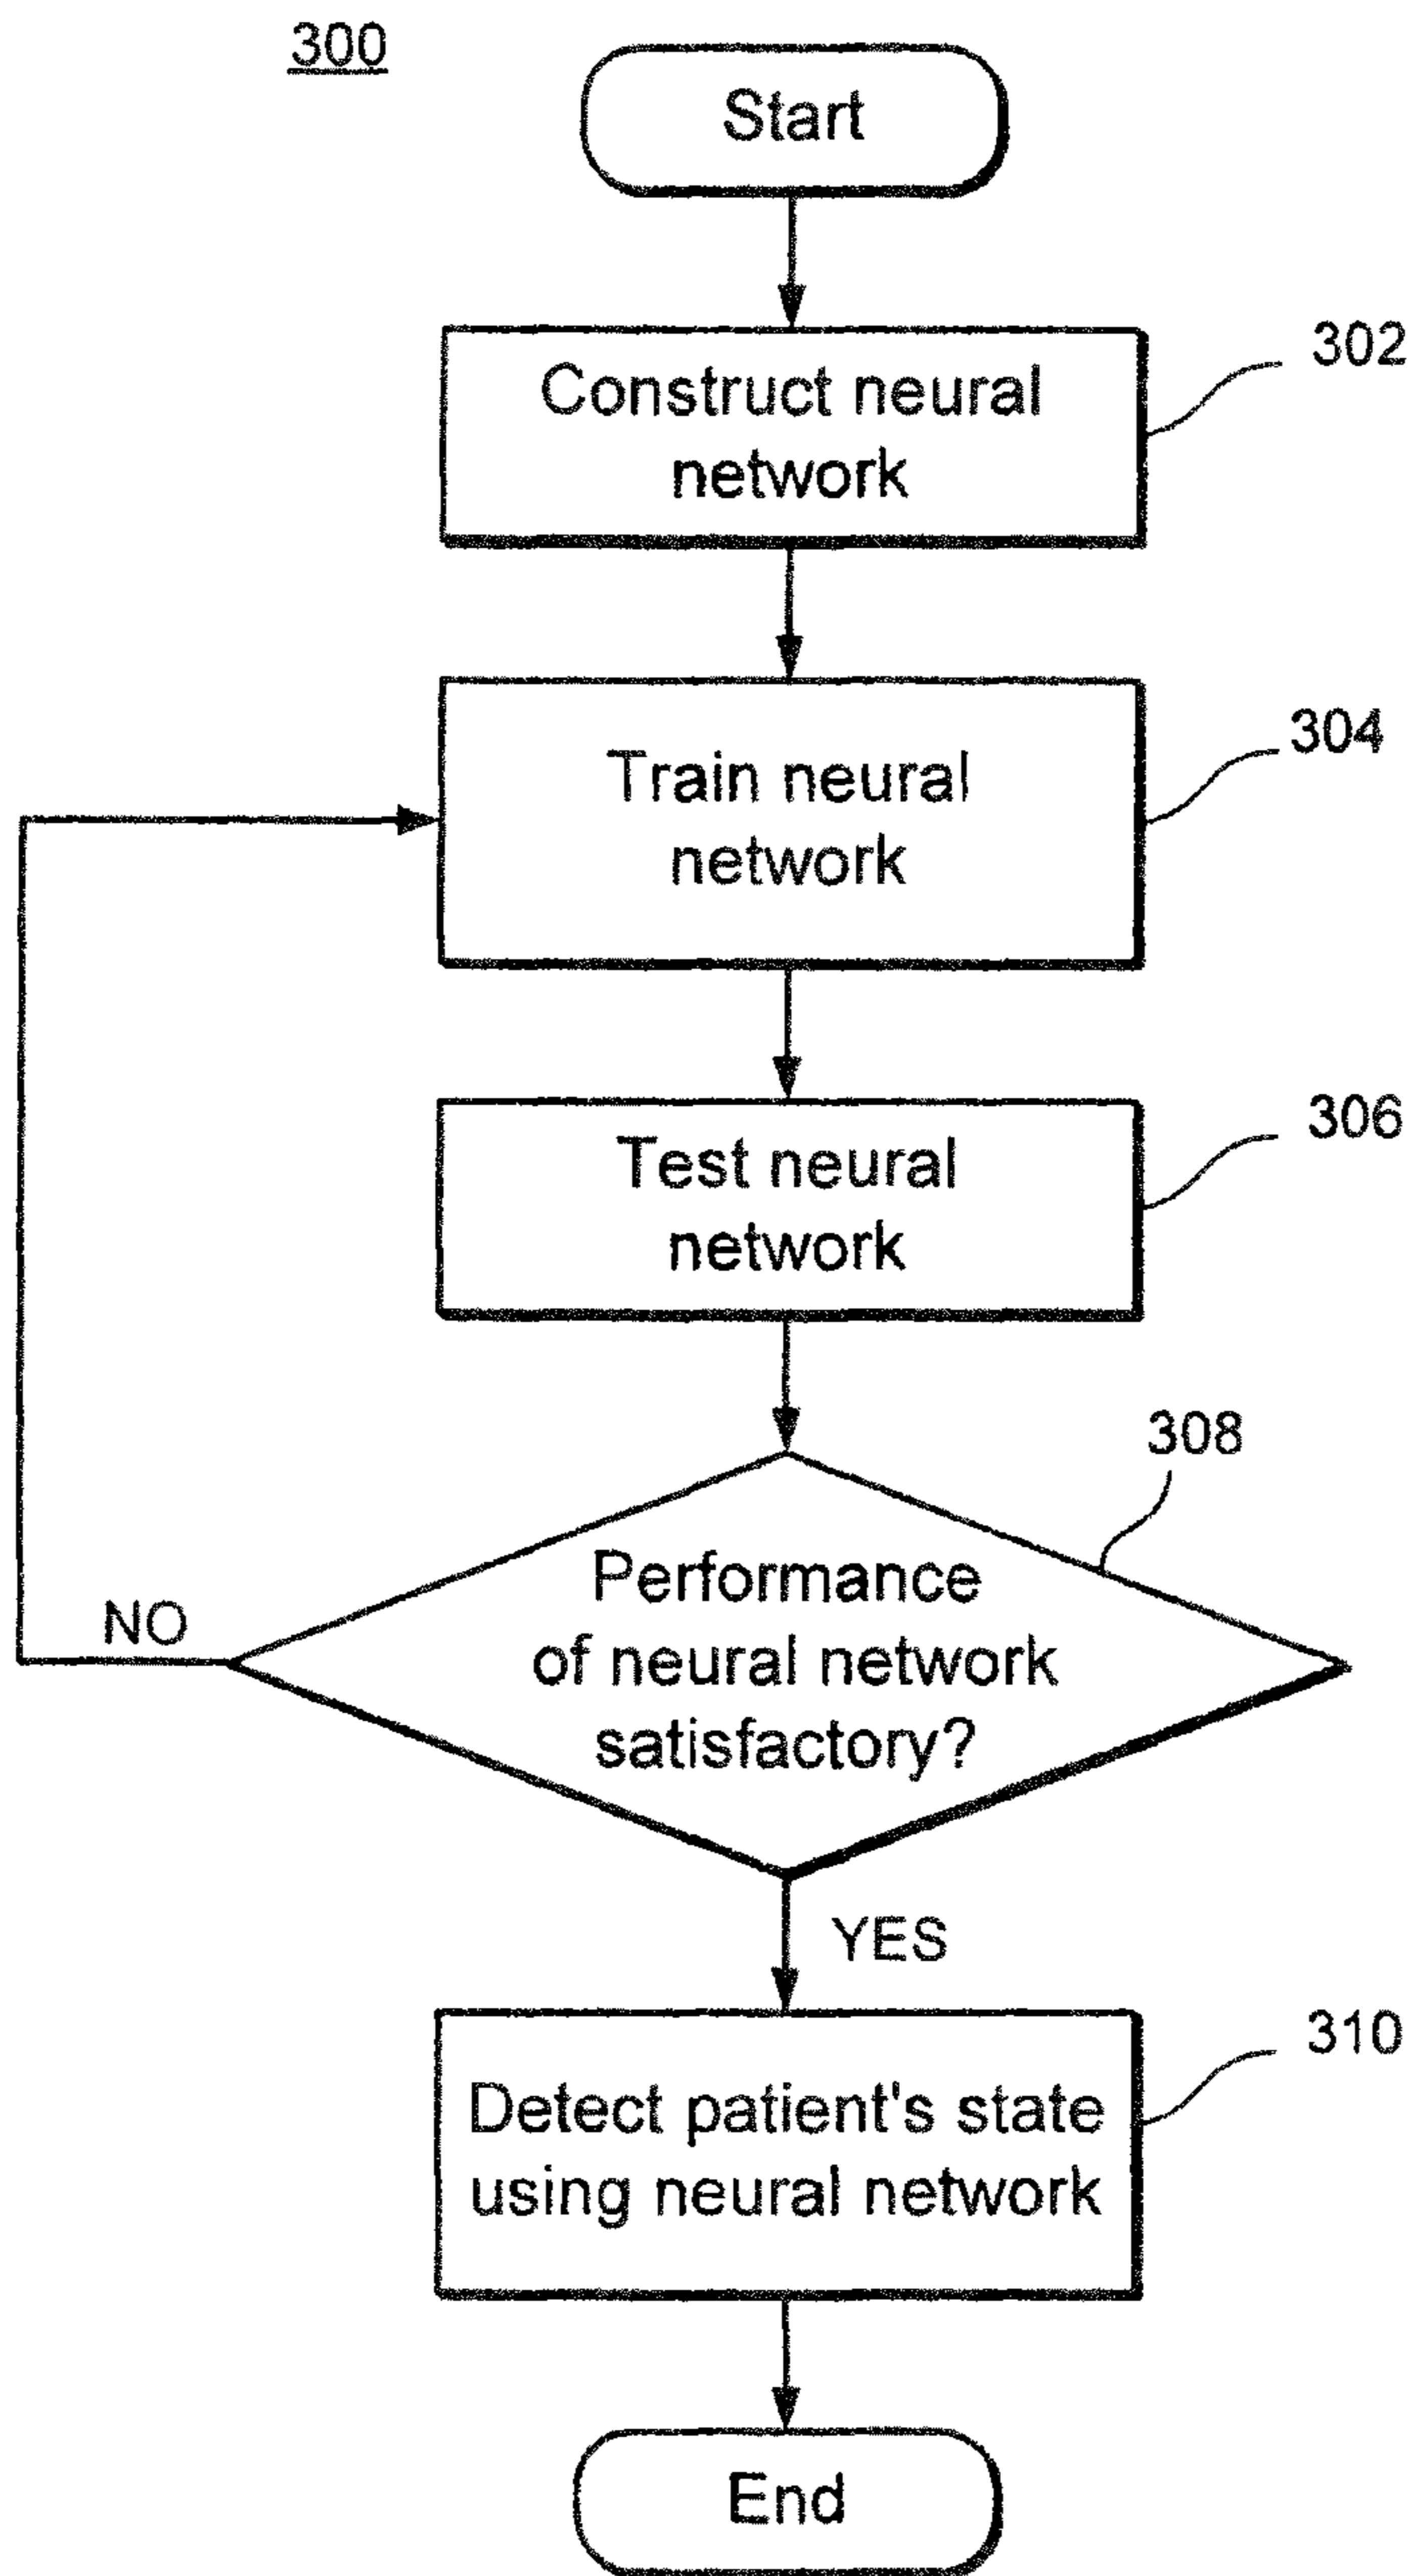 300
Start
Construct neural
network
302
Train neural
network
304
Test neural
network
306
308
Performance
of neural network
satisfactory?
NO
YES
Detect patient's state
using neural network
310
End